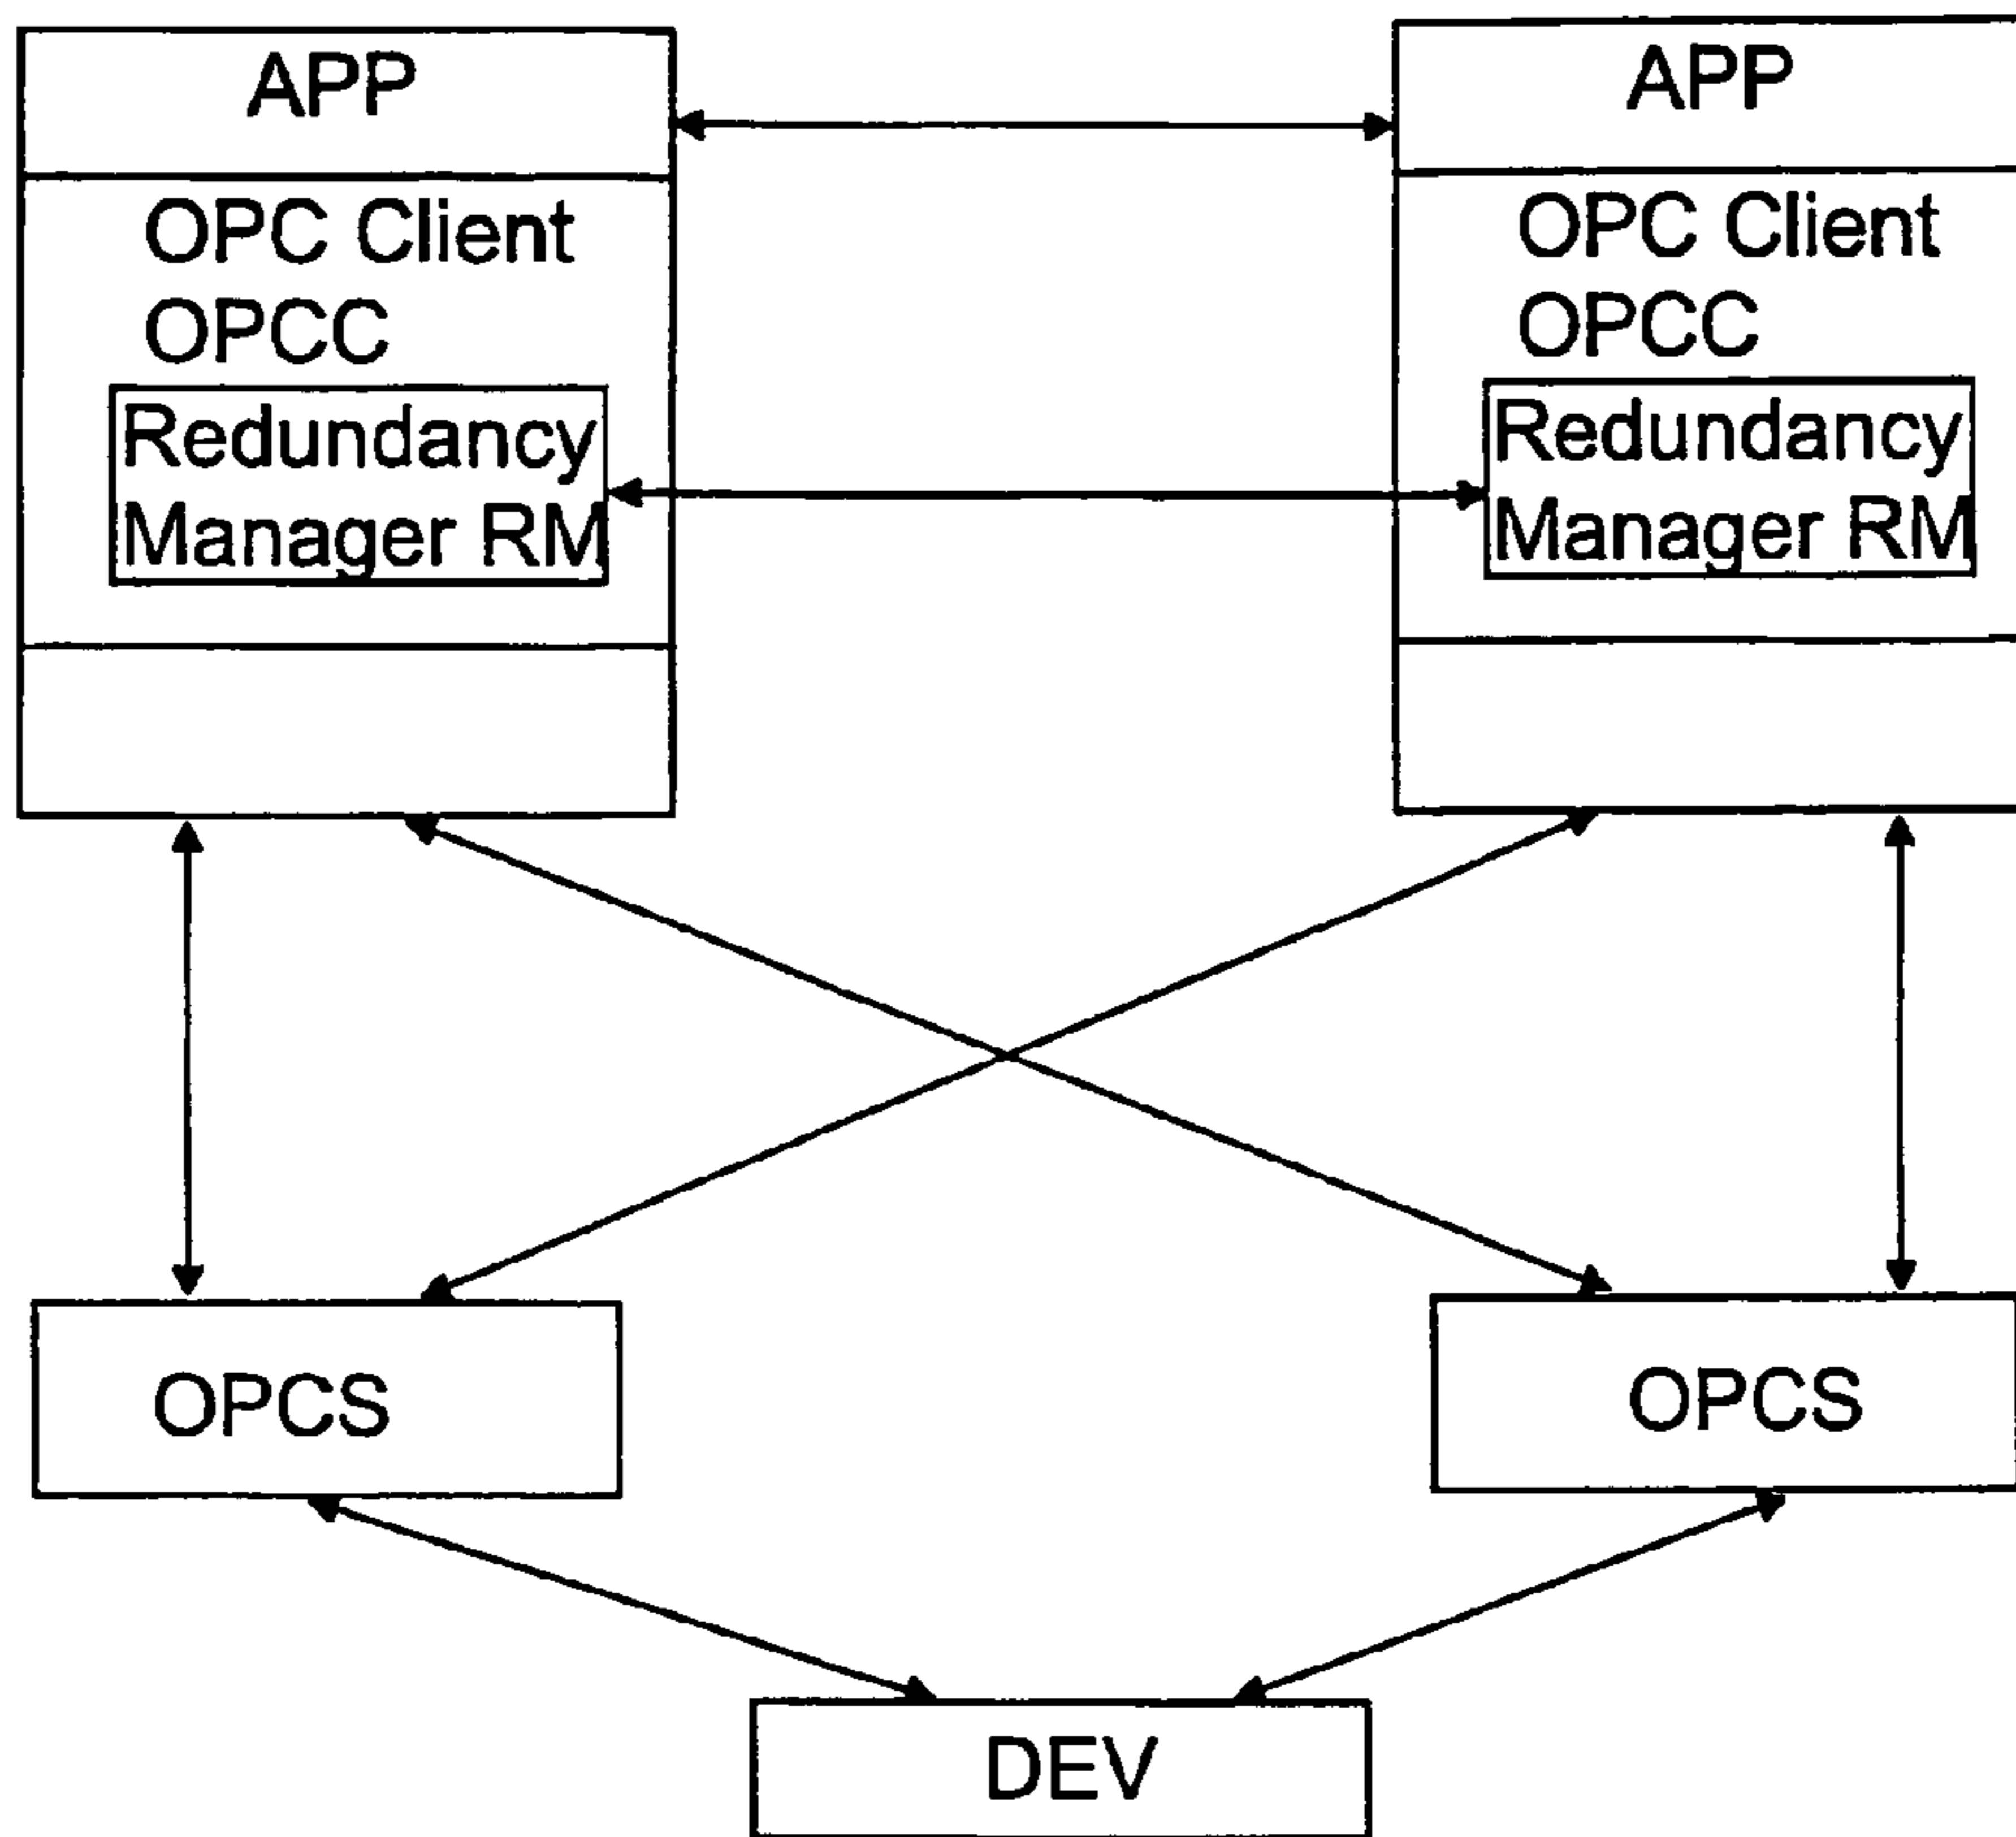 APP
OPC Client
OPCC
Redundancy
Manager RM
APP
OPC Client
OPCC
Redundancy
Manager RM
OPCS
OPCS
DEV